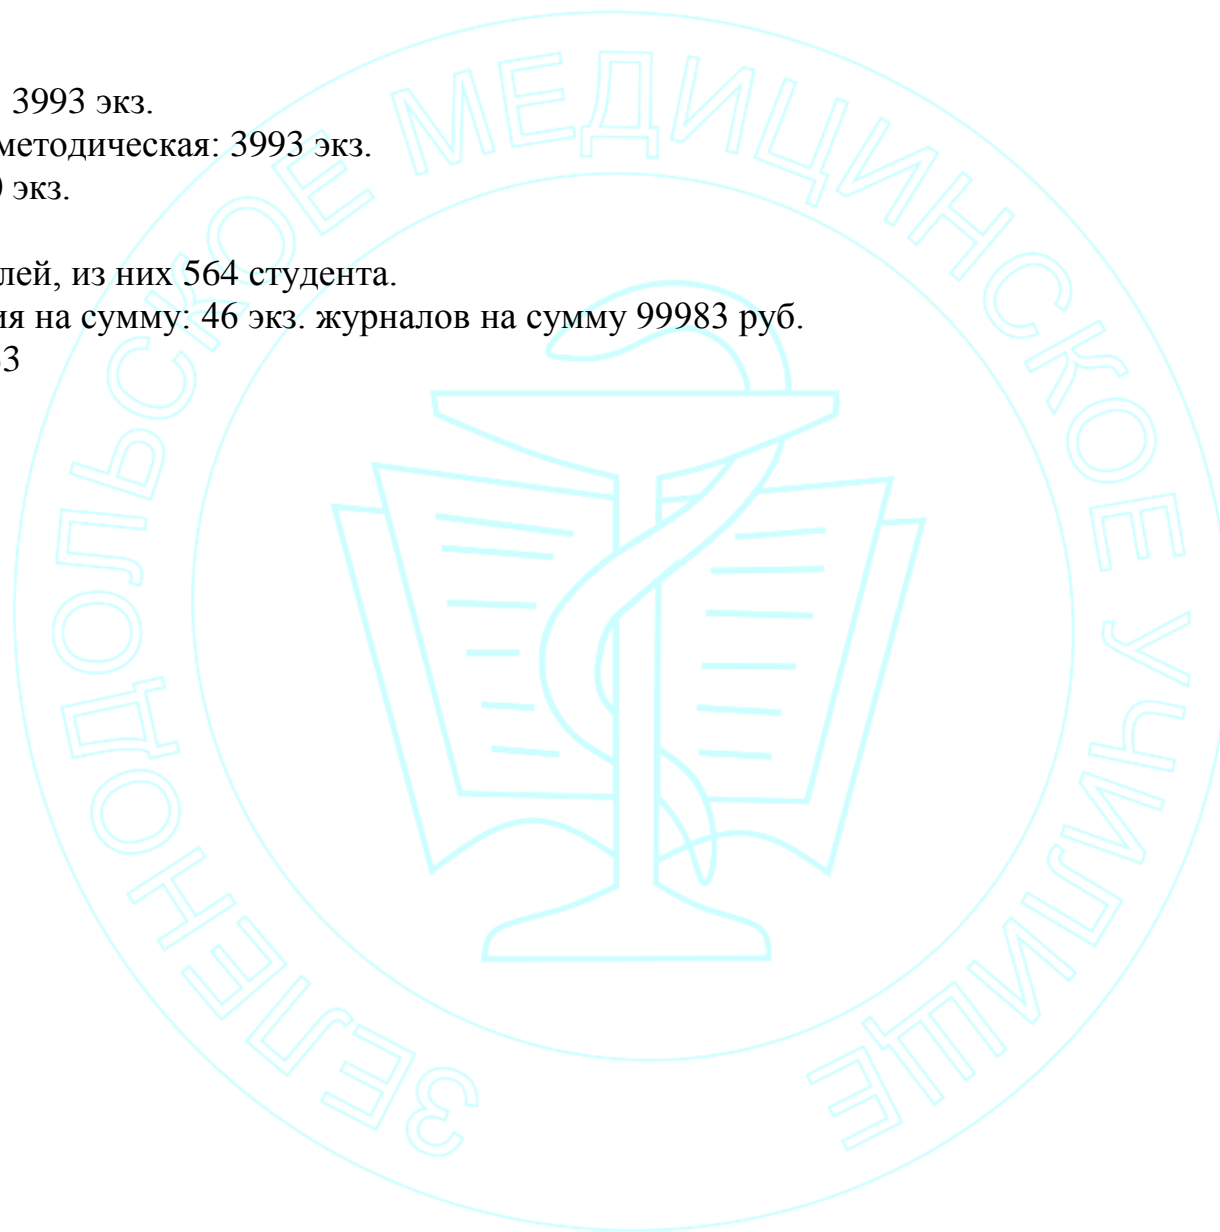 3993 экз.
методическая: 3993 экз.
экз.
лей, из них 564 студента.
ия на сумму: 46 экз. журналов на сумму 99983 руб.
3
ЗЕЛЕНОДОЛЬСКОЕ МЕДИЦИНСКОЕ УЧИЛИЩЕ